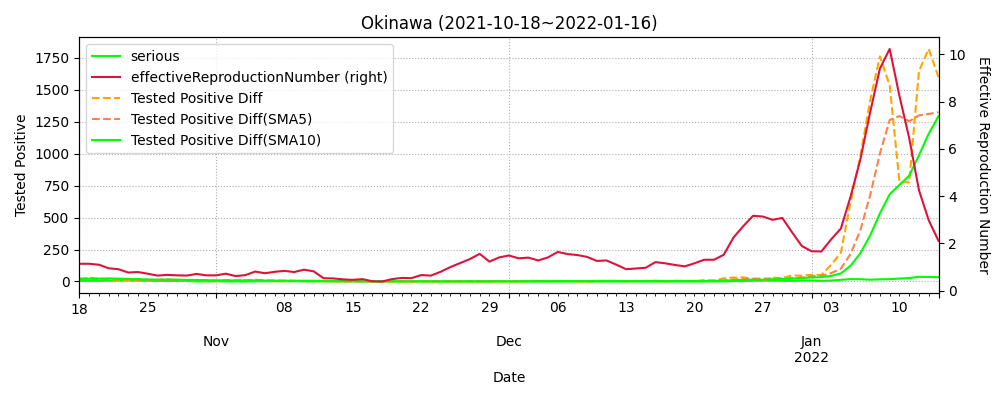 Okinawa (2021-10-18~2022-01-16)
serious
effectiveReproductionNumber (right)
Tested Positive Diff
Tested Positive Diff(SMA5)
Tested Positive Diff(SMA10)
Tested Positive
1750
1500
1250
1000
750
500
250
0
10
8
6
4
2
0
Effective Reproduction Number
18 25 08 15 22 29 06 13 20 27 03 10
Nov Dec Jan
2022
Date